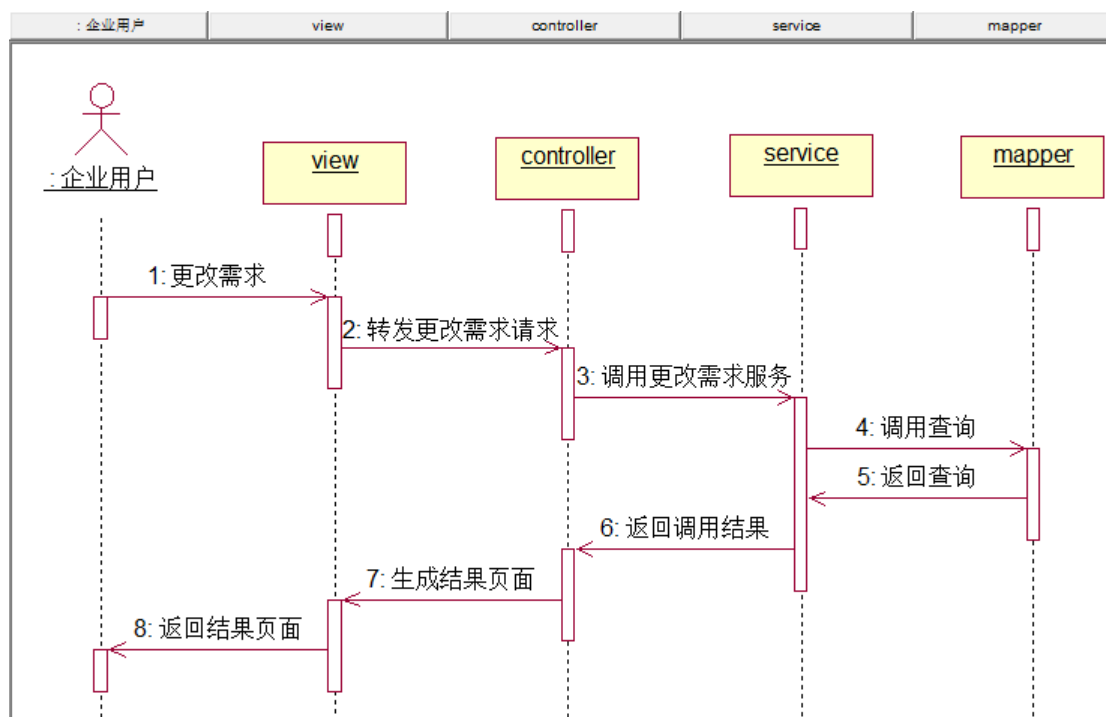 : 企业用户 view controller service mapper
: 企业用户
view
controller
service
mapper
1: 更改需求
2: 转发更改需求请求
3: 调用更改需求服务
4: 调用查询
5: 返回查询
6: 返回调用结果
7: 生成结果页面
8: 返回结果页面